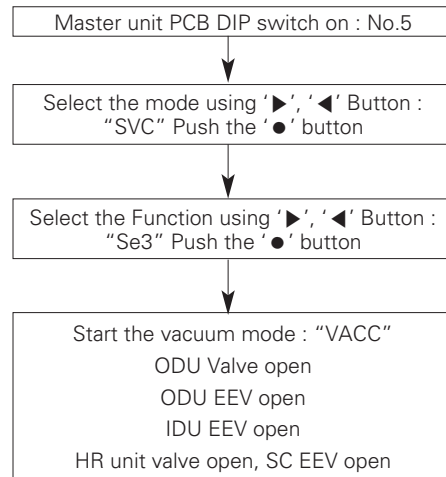 Master unit PCB DIP switch on : No.5
Select the mode using ‘▶’, ‘◀’ Button :
“SVC” Push the ‘●’ button
Select the Function using ‘▶’, ‘◀’ Button :
“Se3” Push the ‘●’ button
Start the vacuum mode : “VACC”
ODU Valve open
ODU EEV open
IDU EEV open
HR unit valve open, SC EEV open